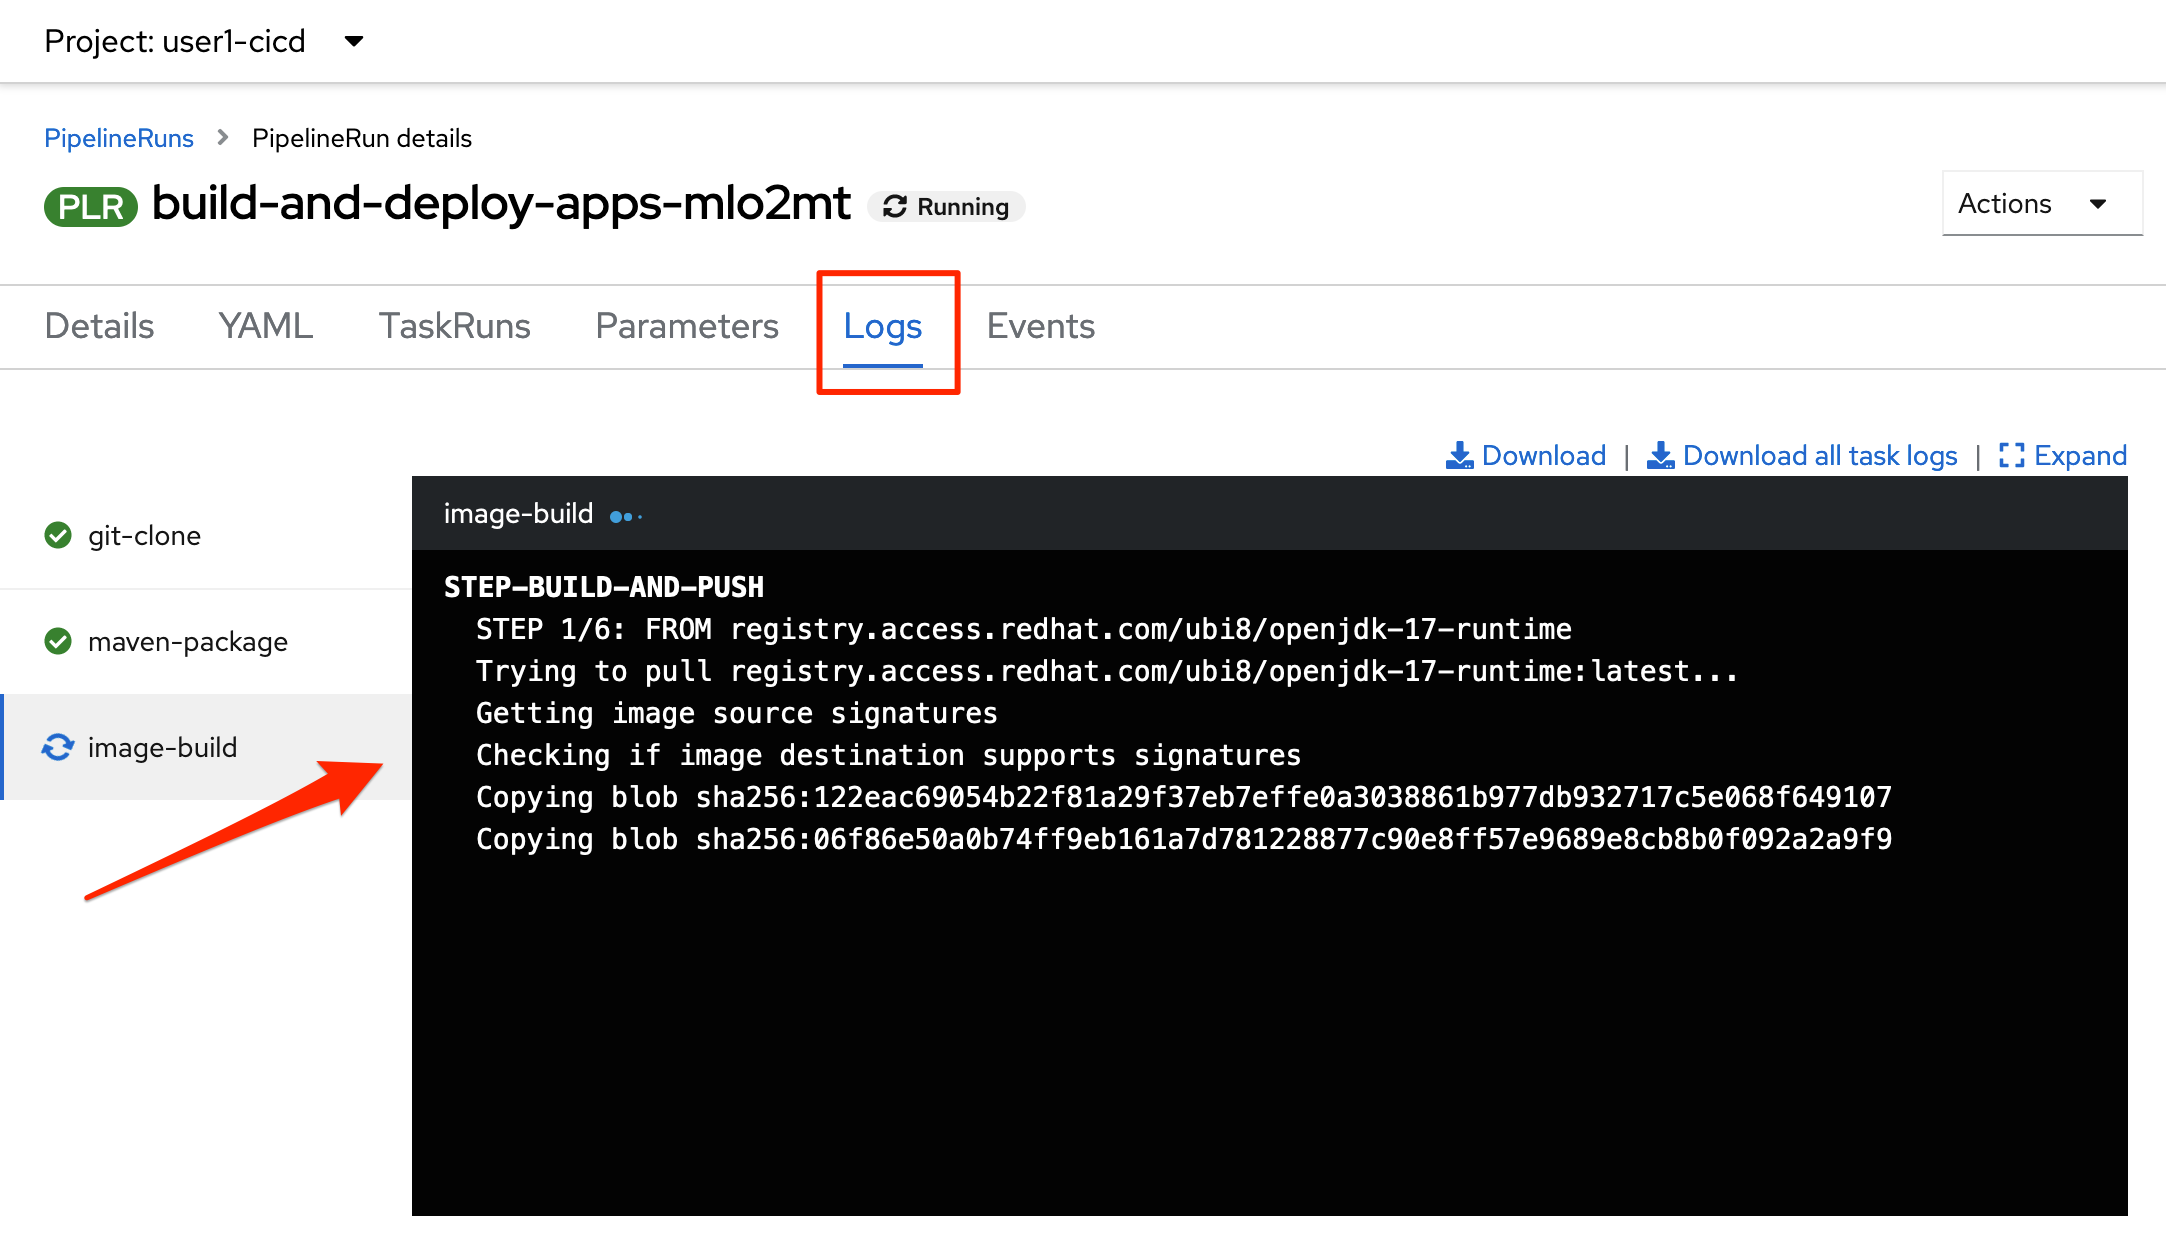 Project: user1-cicd
PipelineRuns > PipelineRun details
PLR build-and-deploy-apps-mlo2mt Running
Actions
Details YAML TaskRuns Parameters Logs Events
Download | Download all task logs | Expand
git-clone
maven-package
image-build
image-build
STEP-BUILD-AND-PUSH
STEP 1/6: FROM registry.access.redhat.com/ubi8/openjdk-17-runtime
Trying to pull registry.access.redhat.com/ubi8/openjdk-17-runtime:latest...
Getting image source signatures
Checking if image destination supports signatures
Copying blob sha256:122eac69054b22f81a29f37eb7effe0a3038861b977db932717c5e068f649107
Copying blob sha256:06f86e50a0b74ff9eb161a7d781228877c90e8ff57e9689e8cb8b0f092a2a9f9